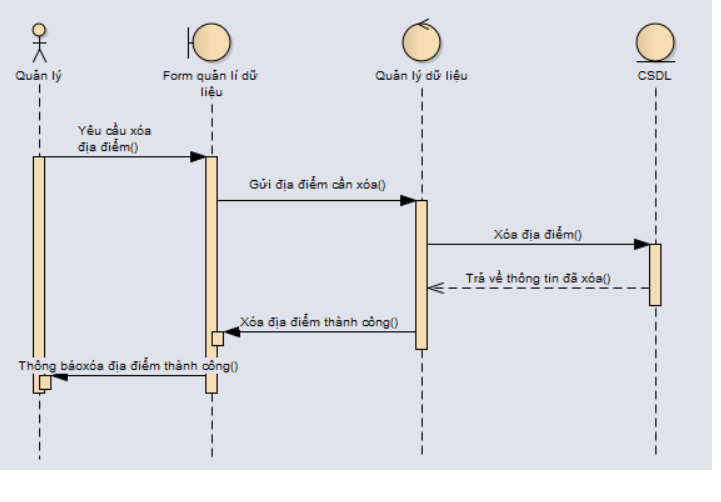 Quản lý
Form quản lí dữ
liệu
Quản lý dữ liệu
CSDL
Yêu cầu xóa
địa điểm()
Gửi địa điểm cần xóa()
Xóa địa điểm()
Trả về thông tin đã xóa()
Xóa địa điểm thành công()
Thông báoxóa địa điểm thành công()